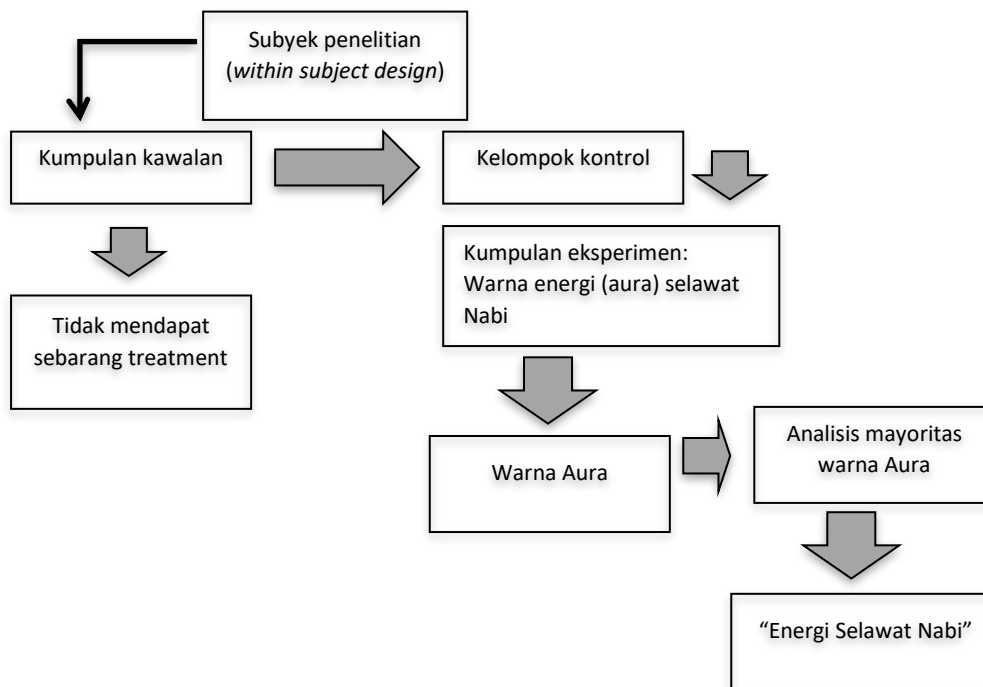 Subyek penelitian
(within subject design)
Kumpulan kawalan
Kelompok kontrol
Kumpulan eksperimen:
Warna energi (aura) selawat
Nabi
Tidak mendapat
sebarang treatment
Warna Aura
Analisis mayoritas
warna Aura
“Energi Selawat Nabi”